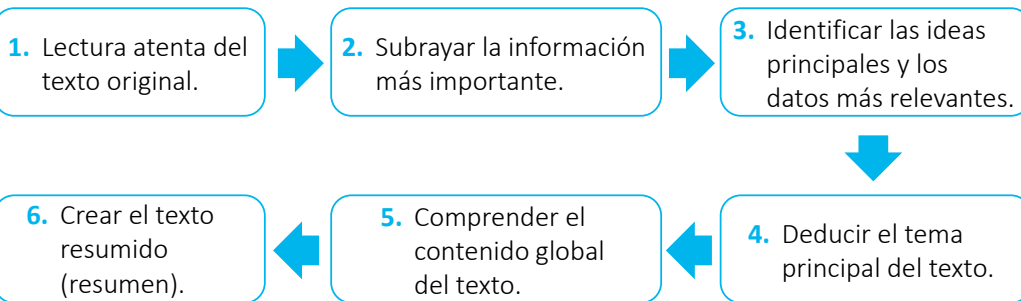 1. Lectura atenta del
texto original.
2. Subrayar la información
más importante.
3. Identificar las ideas
principales y los
datos más relevantes.
4. Deducir el tema
principal del texto.
5. Comprender el
contenido global
del texto.
6. Crear el texto
resumido
(resumen).